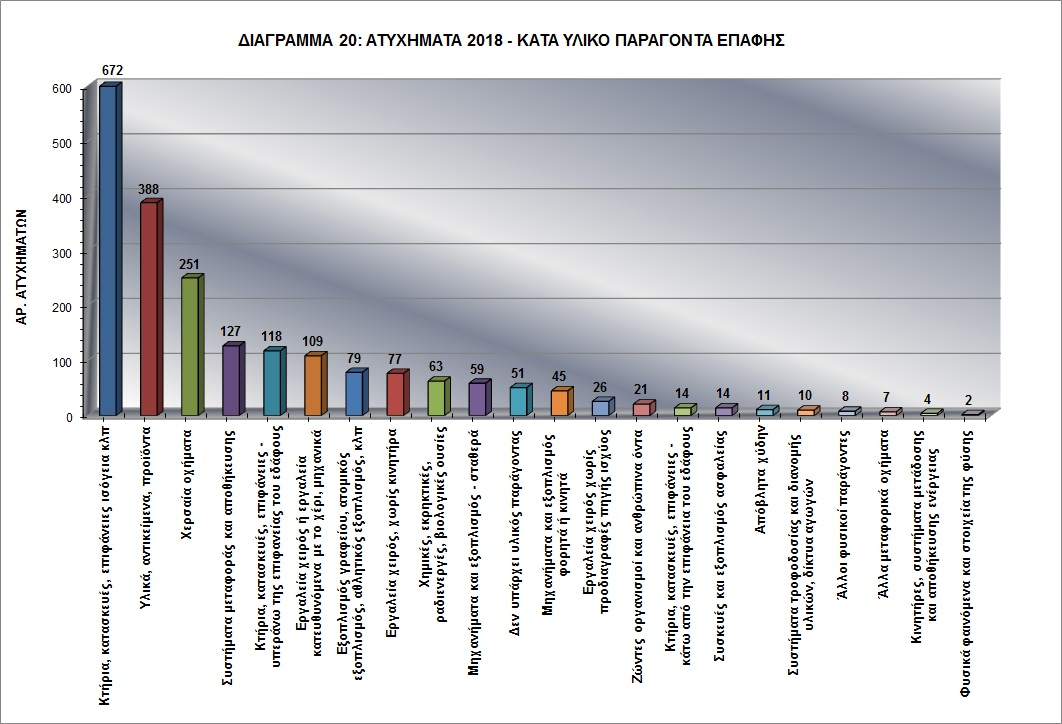 ΔΙΑΓΡΑΜΜΑ 20: ΑΤΥΧΗΜΑΤΑ 2018 - ΚΑΤΑ ΥΛΙΚΟ ΠΑΡΑΓΟΝΤΑ ΕΠΑΦΗΣ
ΑΡ. ΑΤΥΧΗΜΑΤΩΝ
600
500
400
300
200
100
0
672
388
251
127
118
109
79
77
63
59
51
45
26
21
14
14
11
10
8
7
4
2
Κτήρια, κατασκευές, επιφάνειες ισόγεια κλπ
Υλικά, αντικείμενα, προϊόντα
Χερσαία οχήματα
Συστήματα μεταφοράς και αποθήκευσης
Κτήρια, κατασκευές, επιφάνειες -
υπεράνω της επιφανείας του εδάφους
Εργαλεία χειρός ή εργαλεία
κατευθυνόμενα με το χέρι, μηχανικά
Εξοπλισμός γραφείου, ατομικός
εξοπλισμός, αθλητικός εξοπλισμός, κλπ
Εργαλεία χειρός, χωρίς κινητήρα
Χημικές, εκρηκτικές,
ραδιενεργές, βιολογικές ουσίες
Μηχανήματα και εξοπλισμός - σταθερά
Δεν υπάρχει υλικός παράγοντας
Μηχανήματα και εξοπλισμός
φορητά ή κινητά
Εργαλεία χειρός χωρίς
προδιαγραφές πηγής ισχύος
Ζώντες οργανισμοί και ανθρώπινα όντα
Κτήρια, κατασκευές, επιφάνειες -
κάτω από την επιφάνεια του εδάφους
Συσκευές και εξοπλισμός ασφαλείας
Απόβλητα χύδην
Συστήματα τροφοδοσίας και διανομής
υλικών, δίκτυα αγωγών
Άλλοι φυσικοί παράγοντες
Άλλα μεταφορικά οχήματα
Κινητήρες, συστήματα μετάδοσης
και αποθήκευσης ενέργειας
Φυσικά φαινόμενα και στοιχεία της φύσης